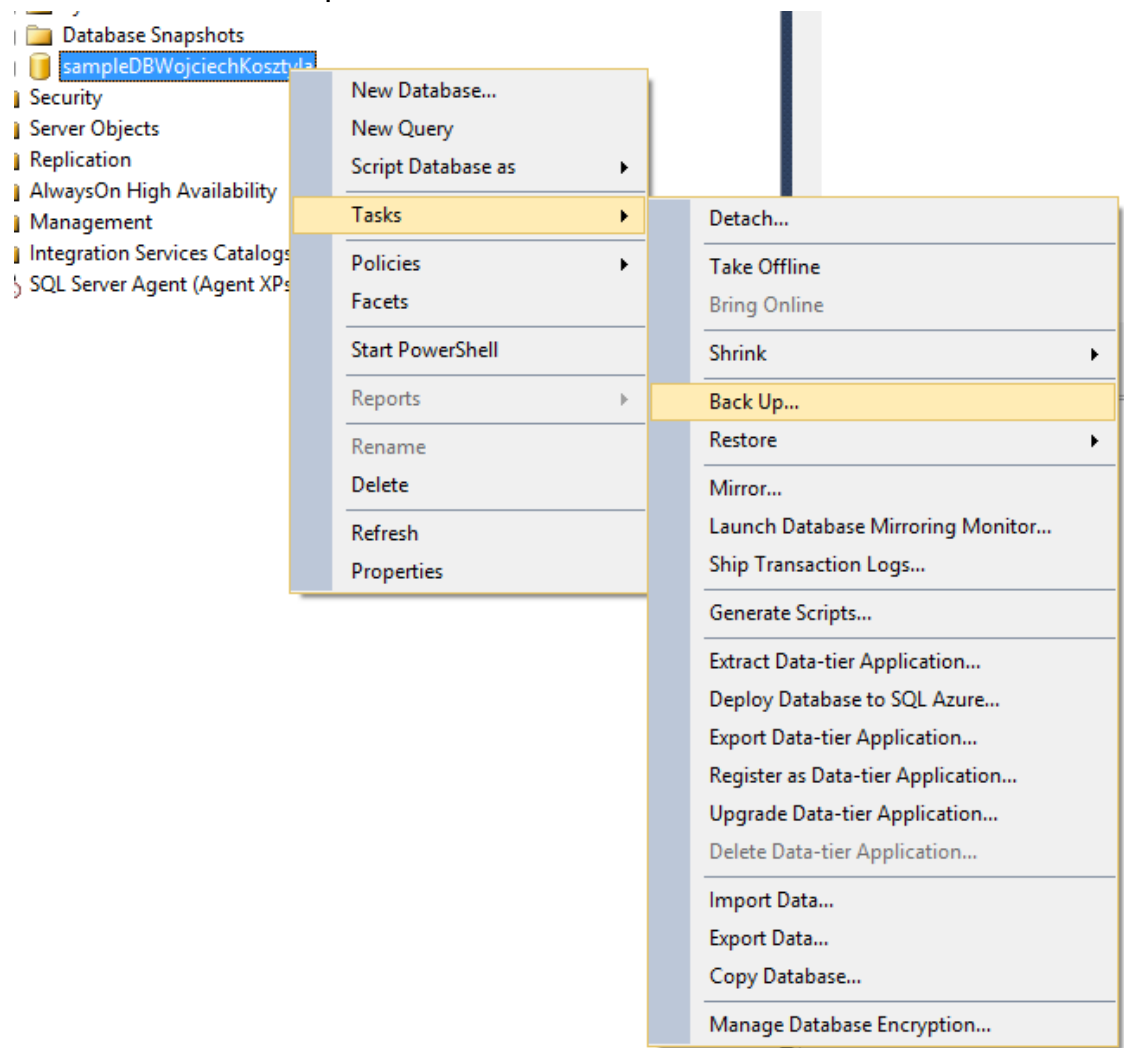 Database Snapshots
sampleDBWojciechKosztyla
Security
Server Objects
Replication
AlwaysOn High Availability
Management
Integration Services Catalogs
SQL Server Agent (Agent XPs
New Database...
New Query
Script Database as
Tasks
Policies
Facets
Start PowerShell
Reports
Rename
Delete
Refresh
Properties
Detach...
Take Offline
Bring Online
Shrink
Back Up...
Restore
Mirror...
Launch Database Mirroring Monitor...
Ship Transaction Logs...
Generate Scripts...
Extract Data-tier Application...
Deploy Database to SQL Azure...
Export Data-tier Application...
Register as Data-tier Application...
Upgrade Data-tier Application...
Delete Data-tier Application...
Import Data...
Export Data...
Copy Database...
Manage Database Encryption...